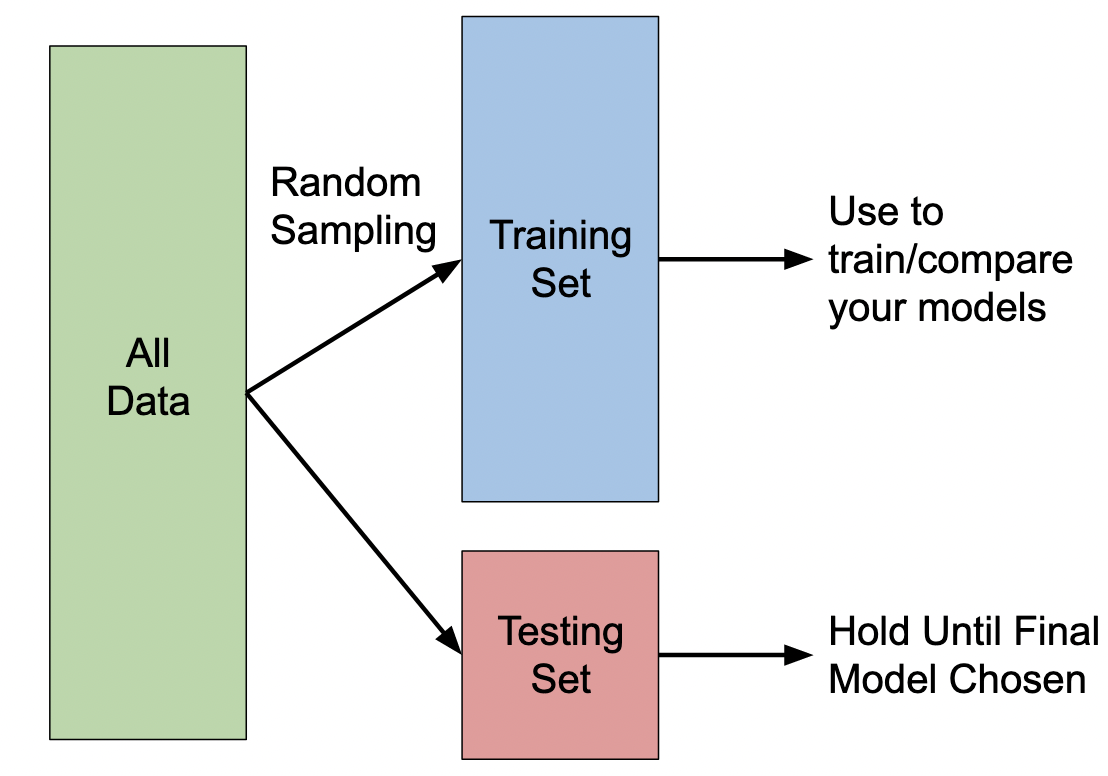 All
Data
Random
Sampling
Training
Set
Use to
train/compare
your models
Testing
Set
Hold Until Final
Model Chosen